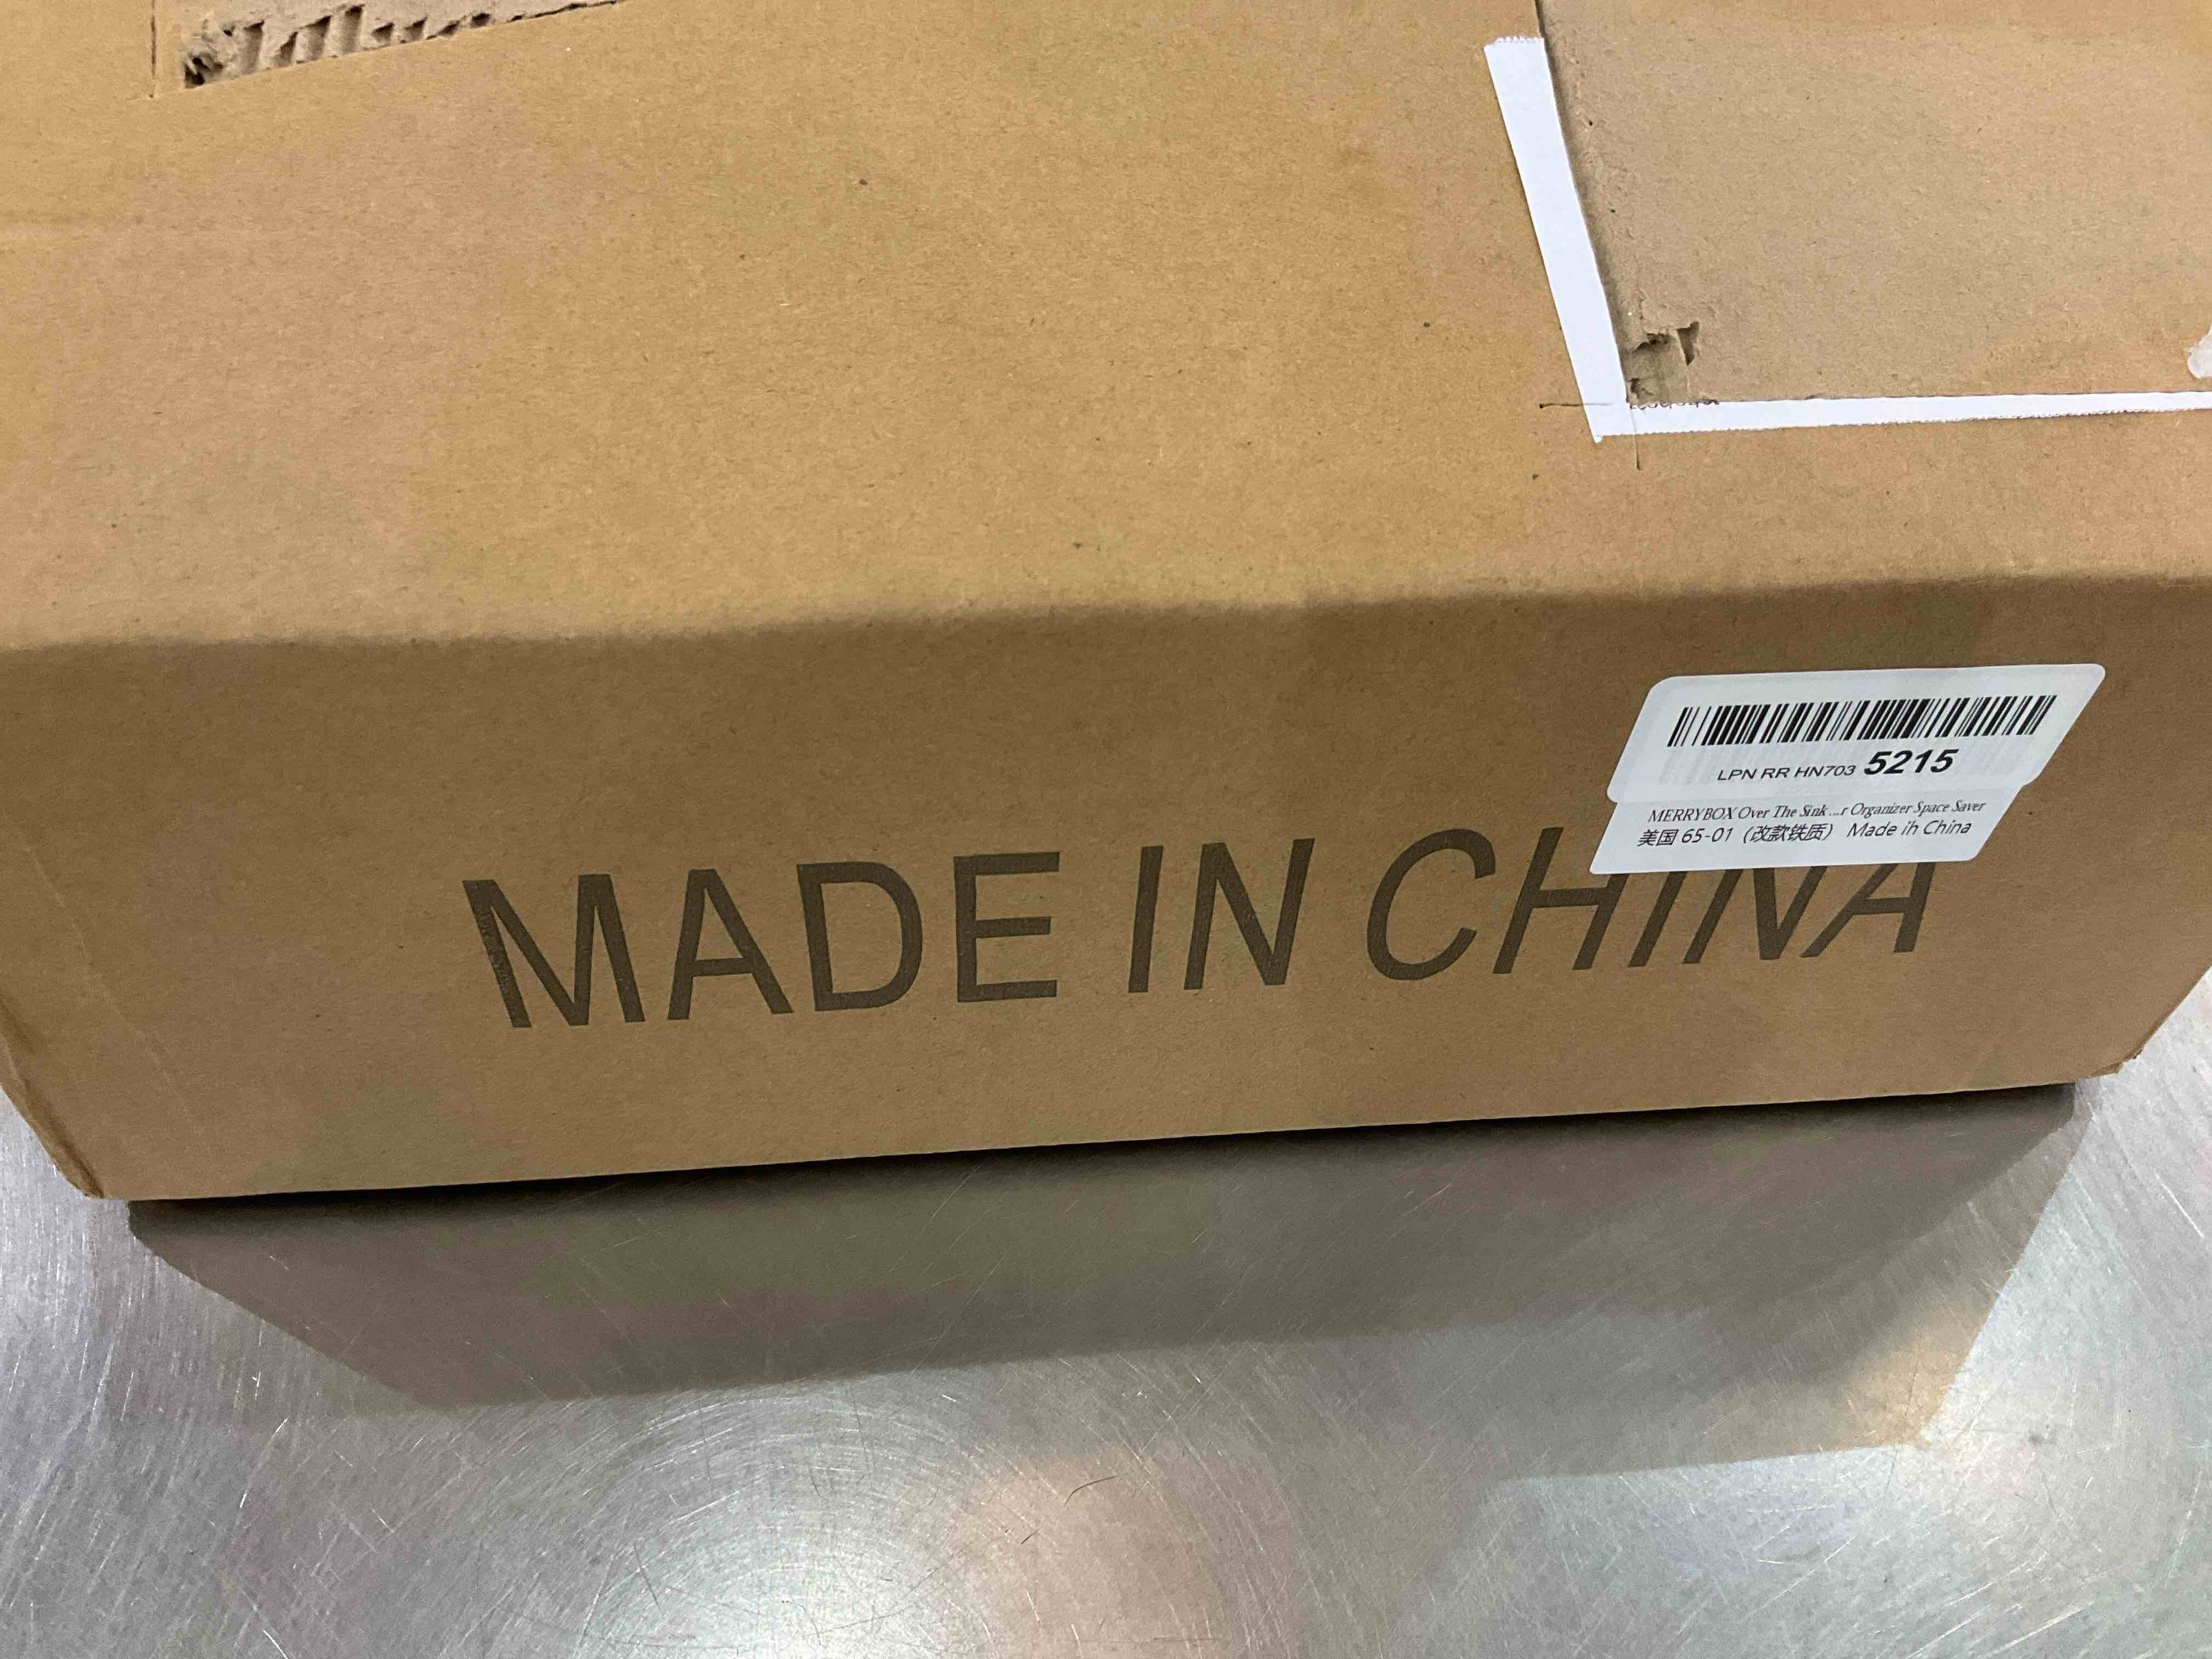 LPN RR HN703 5215
MERRYBOX Over The Sink ...r Organizer Space Saver
美国 65-01（改款铁质） Made ih China
MADE IN CHINA